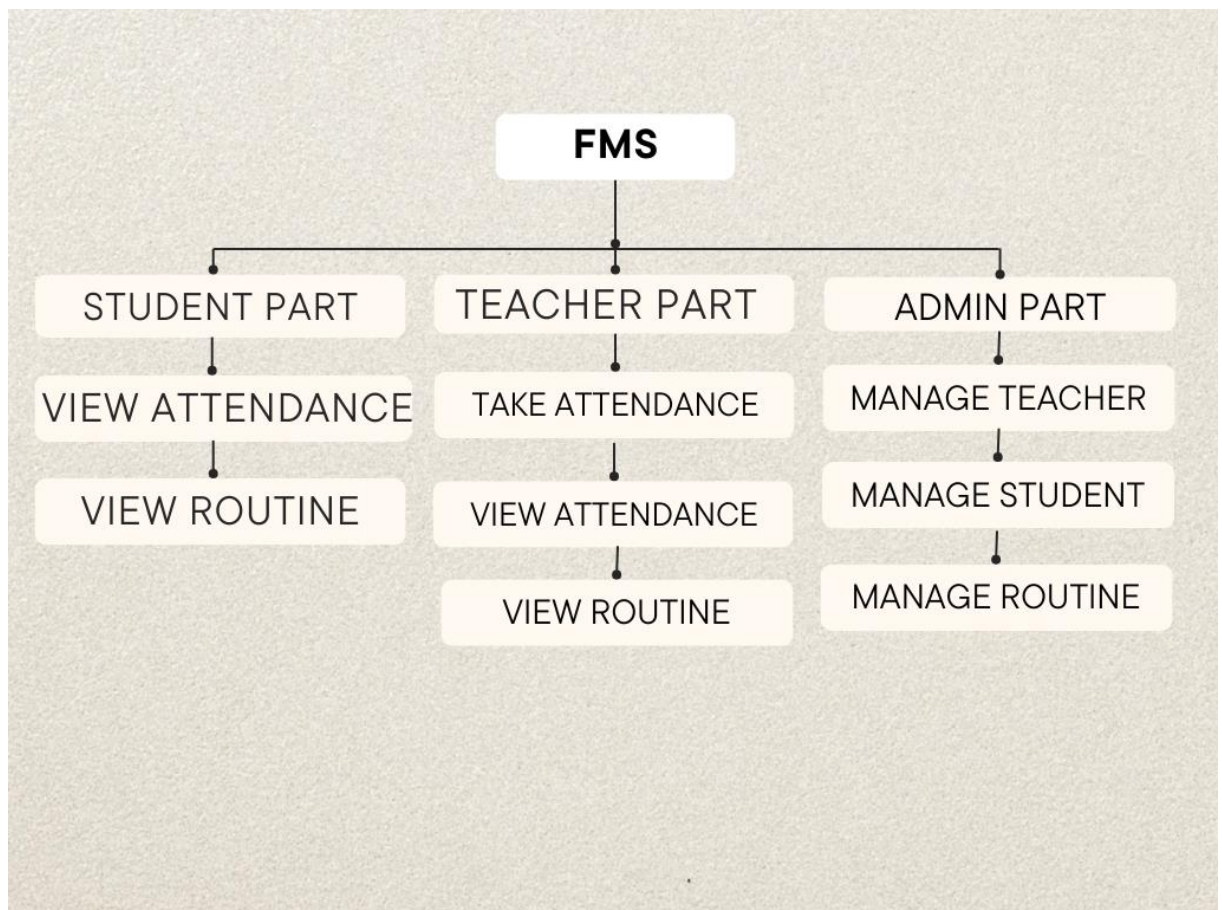 FMS
STUDENT PART
VIEW ATTENDANCE
VIEW ROUTINE
TEACHER PART
TAKE ATTENDANCE
VIEW ATTENDANCE
VIEW ROUTINE
ADMIN PART
MANAGE TEACHER
MANAGE STUDENT
MANAGE ROUTINE